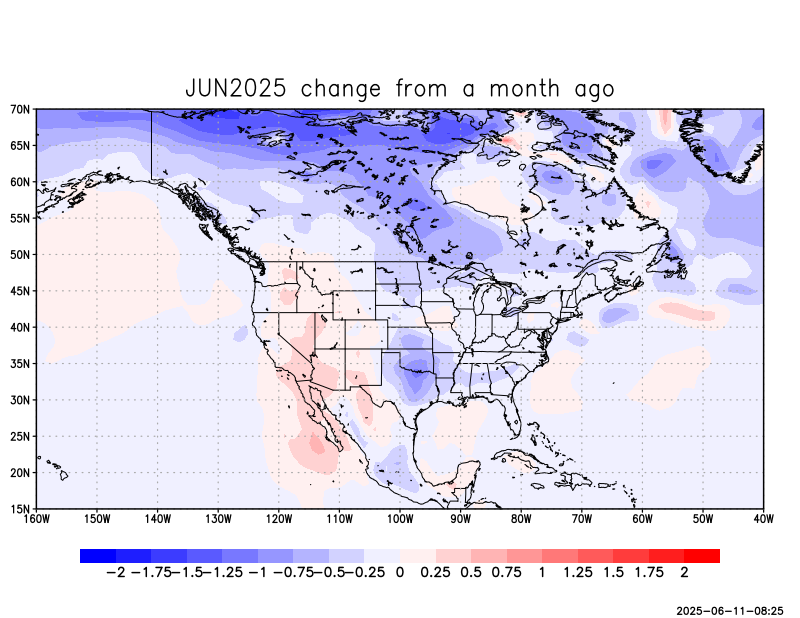 JUN2025 change from a month ago
70N
65N
60N
55N
50N
45N
40N
35N
30N
25N
20N
15N
160W 150W 140W 130W 120W 110W 100W 90W 80W 70W 60W 50W 40W
−2 −1.75 −1.5 −1.25 −1 −0.75 −0.5 −0.25 0 0.25 0.5 0.75 1 1.25 1.5 1.75 2
2025−06−11−08:25